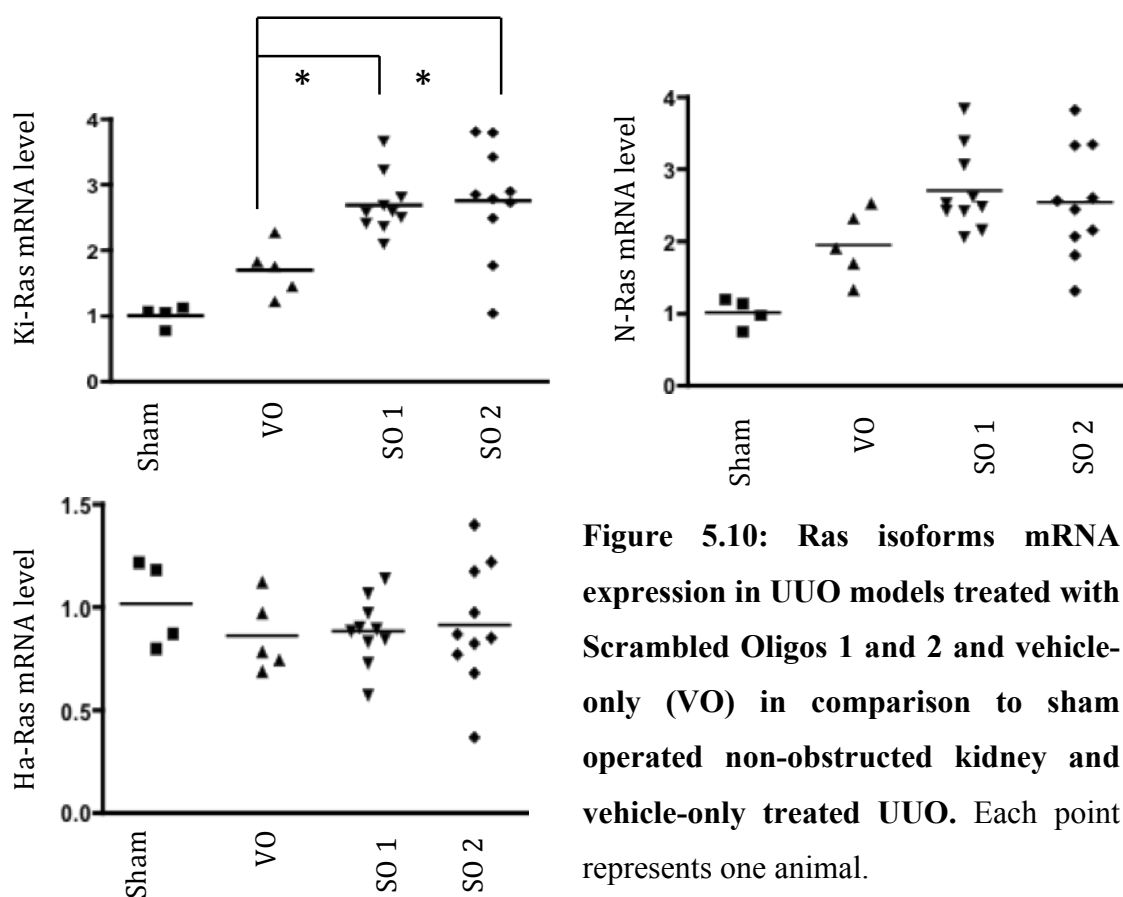 * *
Ki-Ras mRNA level
4
3
2
1
0
Sham
VO
SO 1
SO 2
N-Ras mRNA level
4
3
2
1
0
Sham
VO
SO 1
SO 2
Ha-Ras mRNA level
1.5
1.0
0.5
0.0
Sham
VO
SO 1
SO 2
Figure 5.10: Ras isoforms mRNA
expression in UUO models treated with
Scrambled Oligos 1 and 2 and vehicle-
only (VO) in comparison to sham
operated non-obstructed kidney and
vehicle-only treated UUO. Each point
represents one animal.